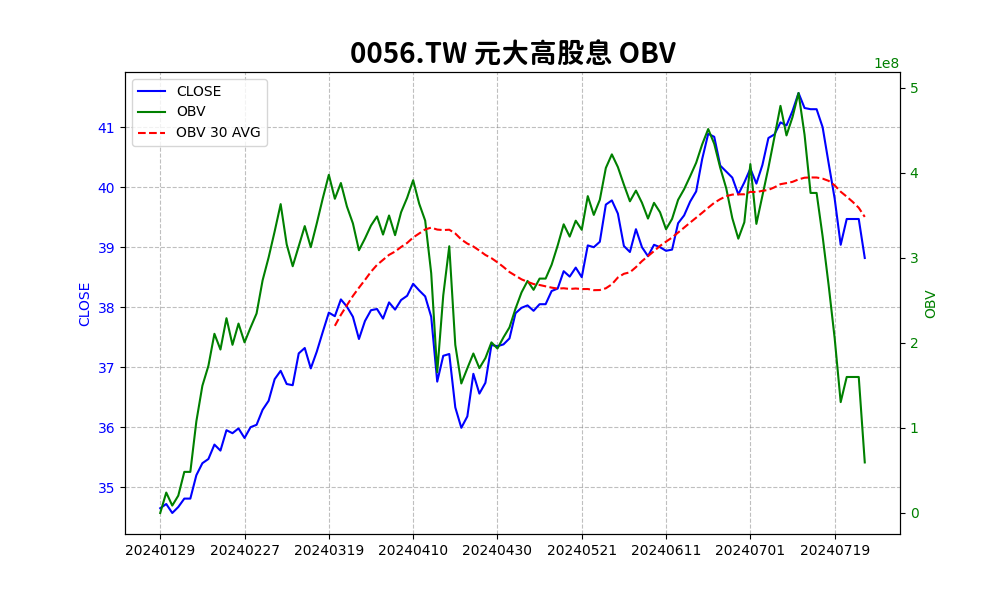 0056.TW 元大高股息 OBV
1e8
CLOSE
OBV
OBV 30 AVG
41
40
39
38
37
36
35
CLOSE
5
4
3
2
1
0
OBV
20240129 20240227 20240319 20240410 20240430 20240521 20240611 20240701 20240719